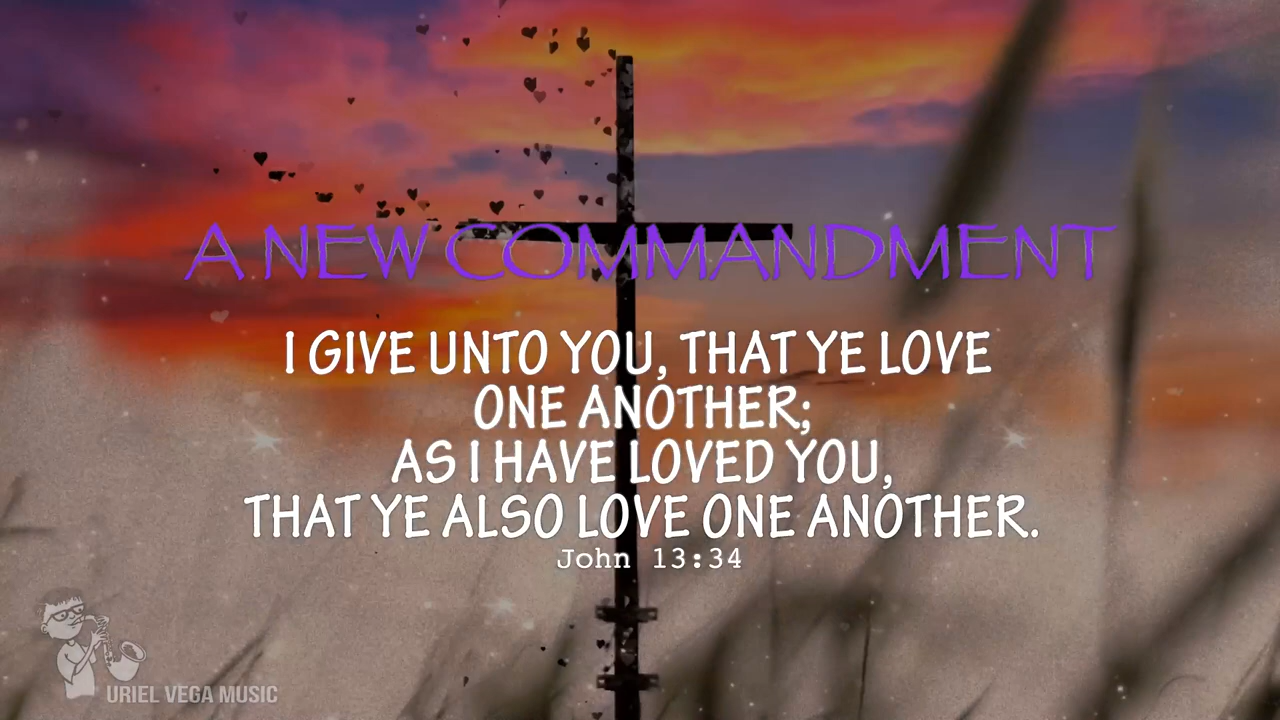 A NEW COMMANDMENT
I GIVE UNTO YOU, THAT YE LOVE
ONE ANOTHER;
AS I HAVE LOVED YOU,
THAT YE ALSO LOVE ONE ANOTHER.
John 13:34
URIEL VEGA MUSIC